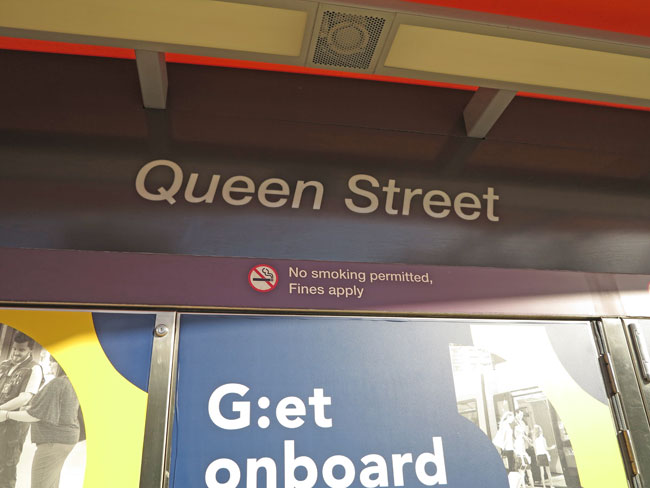 Queen Street
No smoking permitted,
Fines apply
G:et
onboard